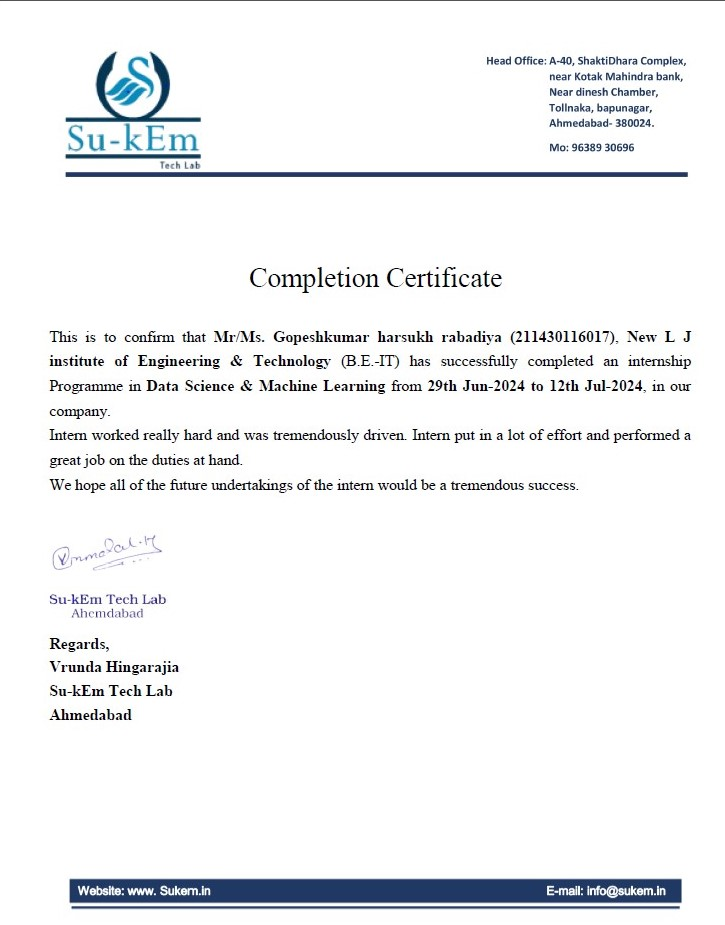 Su-kEm
Tech Lab
Head Office: A-40, ShaktiDhara Complex,
near Kotak Mahindra bank,
Near dinesh Chamber,
Tollnaka, bapunagar,
Ahmedabad- 380024.
Mo: 96389 30696
Completion Certificate
This is to confirm that Mr/Ms. Gopeshkumar harsukh rabadiya (211430116017), New L J
institute of Engineering & Technology (B.E.-IT) has successfully completed an internship
Programme in Data Science & Machine Learning from 29th Jun-2024 to 12th Jul-2024, in our
company.
Intern worked really hard and was tremendously driven. Intern put in a lot of effort and performed a
great job on the duties at hand.
We hope all of the future undertakings of the intern would be a tremendous success.
Su-kEm Tech Lab
Ahemdabad
Regards,
Vrunda Hingarajia
Su-kEm Tech Lab
Ahmedabad
Website: www. Sukem.in
E-mail: info@sukem.in